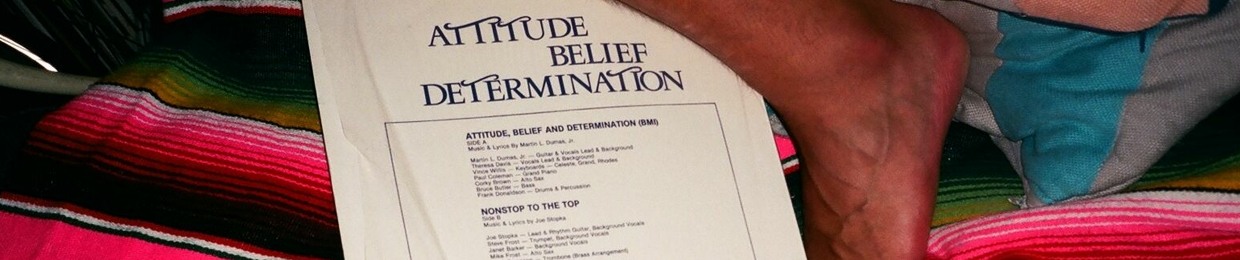 ATTITUDE
BELIEF
DETERMINATION
ATTITUDE, BELIEF AND DETERMINATION (BMI)
SIDE A
Music & Lyrics By Martin L. Dumas, Jr.
Martin L. Dumas, Jr. — Guitar & Vocals Lead & Background
Theresa Davis — Vocals Lead & Background
Vince Willis — Keyboards — Celeste, Grand, Rhodes
Paul Coleman — Grand Piano
Corky Brown — Alto Sax
Bruce Butler — Bass
Frank Donaldson — Drums & Percussion
NONSTOP TO THE TOP
Side B
Music & Lyrics by Joe Stopka
Joe Stopka — Lead & Rhythm Guitar, Background Vocals
Steve Frost — Trumpet, Background Vocals
Janet Barker — Background Vocals
Mike Frost — Alto Sax
— Trombone (Brass Arrangement)